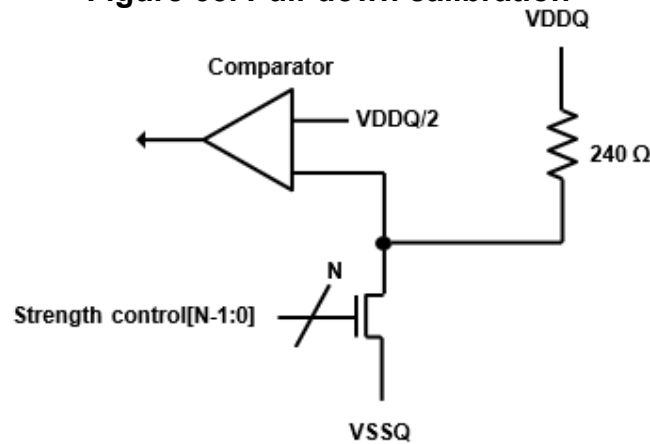 VDDQ
Comparator
VDDQ/2
240 Ω
N
Strength control[N-1:0]
VSSQ